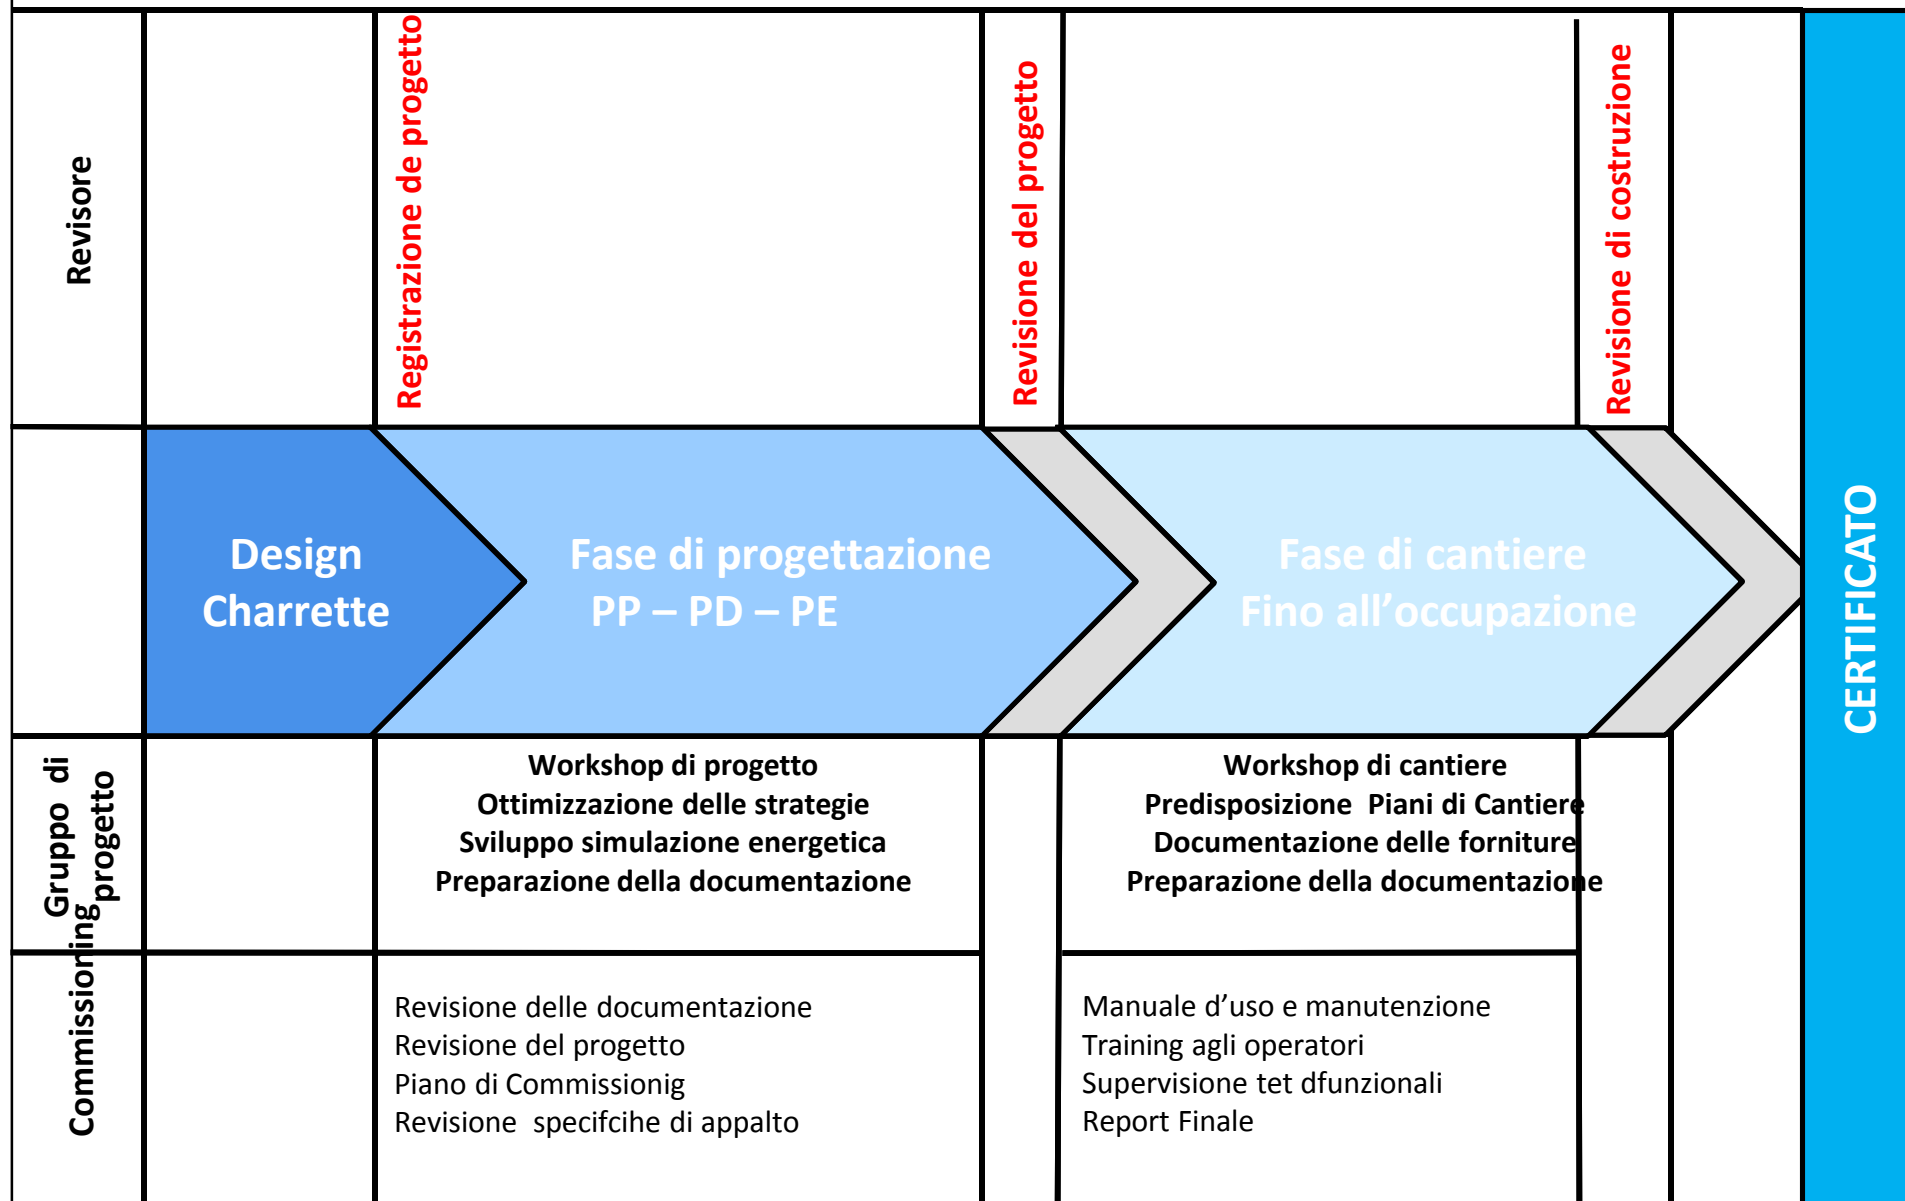 Revisore
Registrazione de progetto
Revisione del progetto
Revisione di costruzione
Design
Charrette
Fase di progettazione
PP – PD – PE
Fase di cantiere
Fino all’occupazione
CERTIFICATO
Gruppo di
progetto
Workshop di progetto
Ottimizzazione delle strategie
Sviluppo simulazione energetica
Preparazione della documentazione
Workshop di cantiere
Predisposizione Piani di Cantiere
Documentazione delle forniture
Preparazione della documentazione
Commissioning
Revisione delle documentazione
Revisione del progetto
Piano di Commissionig
Revisione specifcihe di appalto
Manuale d’uso e manutenzione
Training agli operatori
Supervisione tet dfunzionali
Report Finale